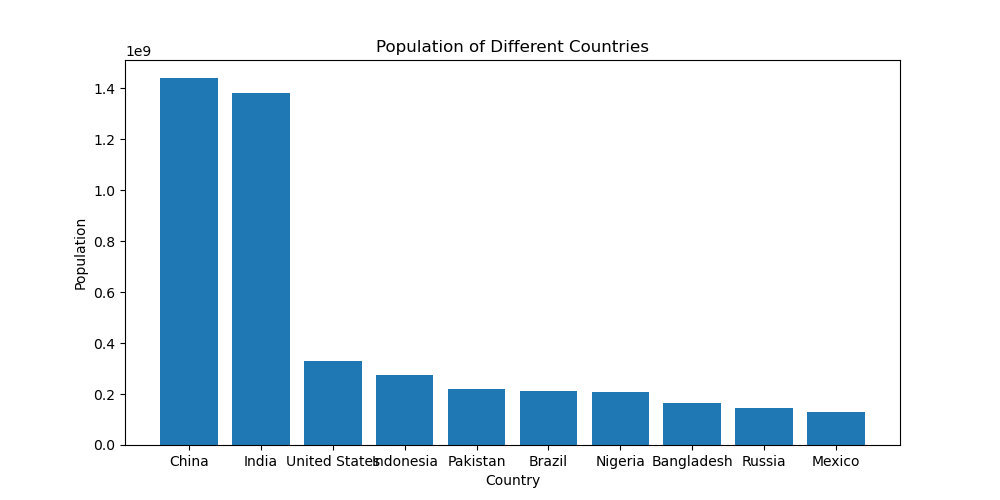 Population of Different Countries
1e9
1.4
1.2
1.0
0.8
0.6
0.4
0.2
0.0
Population
China India United States Indonesia Pakistan Brazil Nigeria Bangladesh Russia Mexico
Country